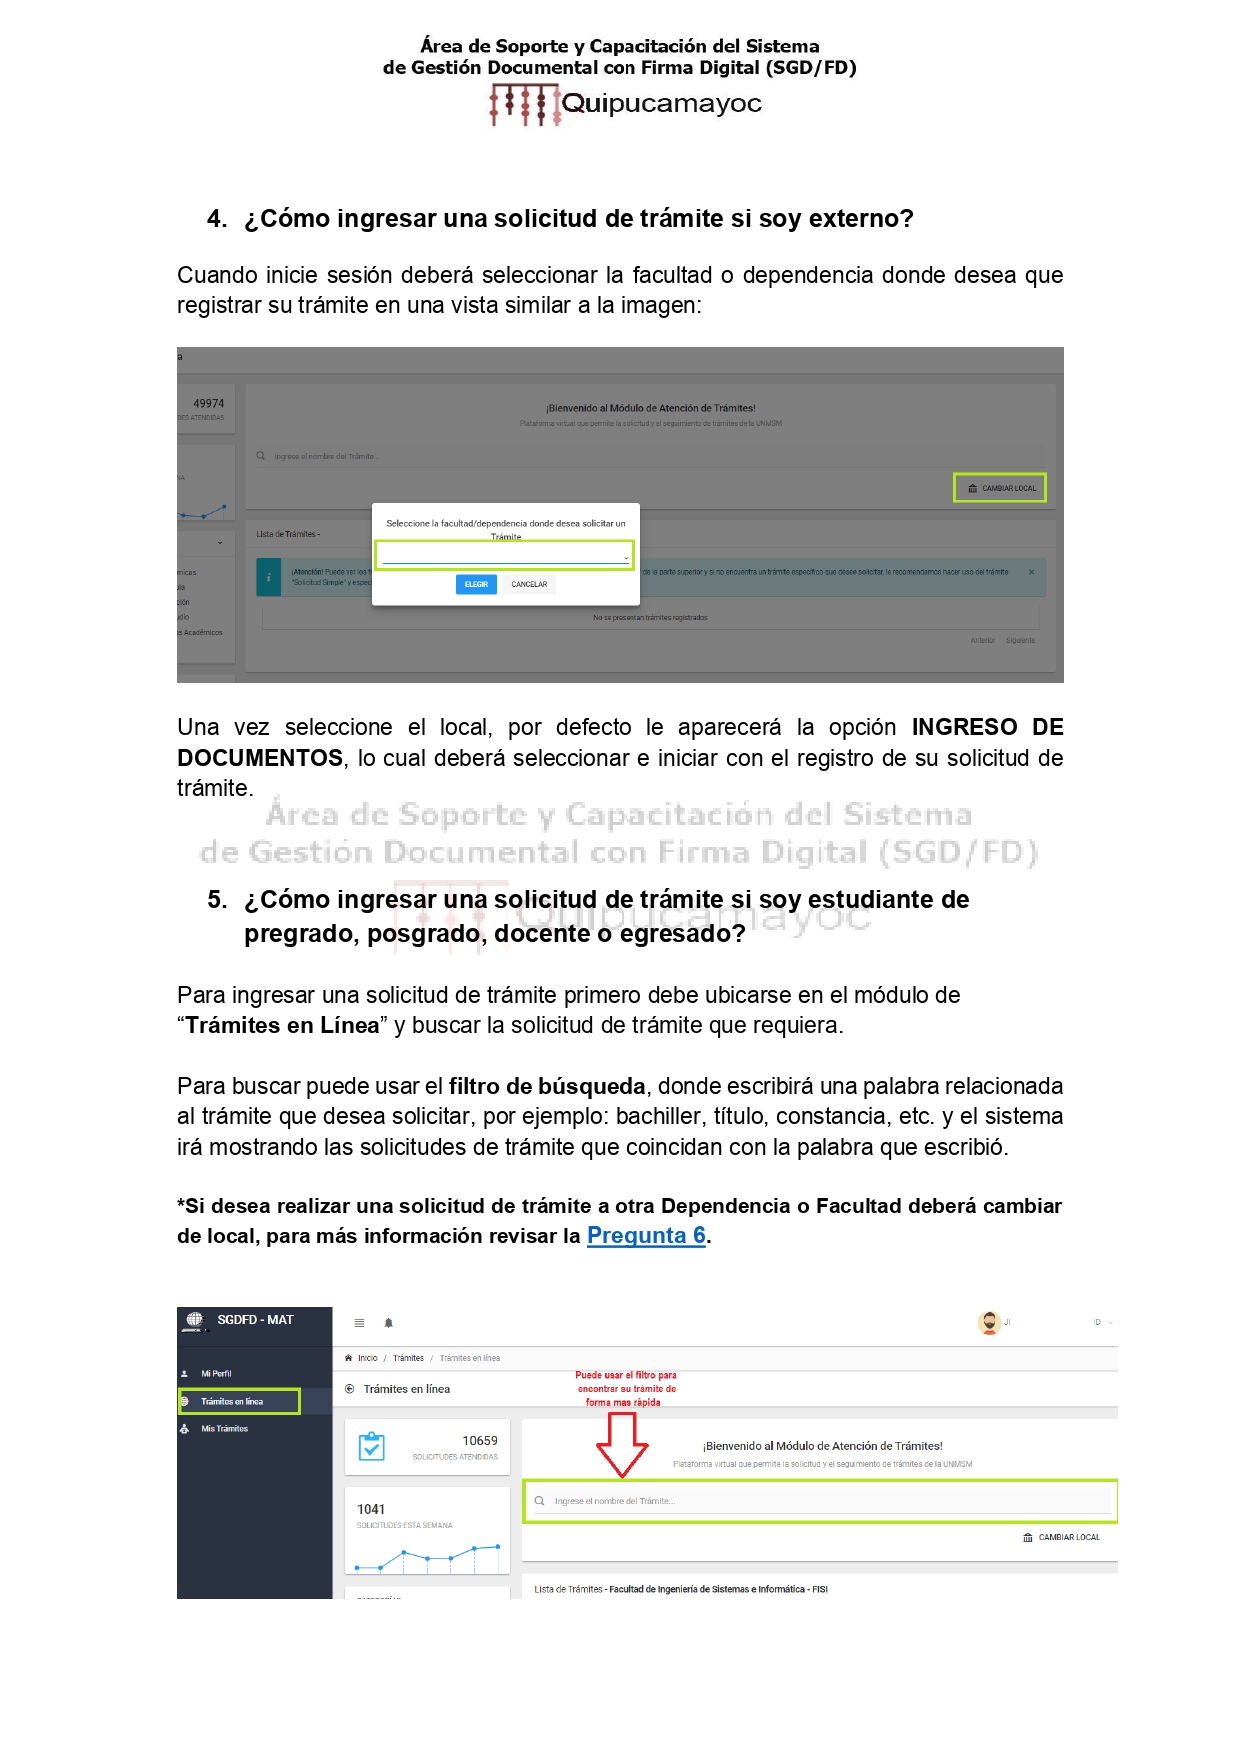 Área de Soporte y Capacitación del Sistema
de Gestión Documental con Firma Digital (SGD/FD)
Quipucamayoc
4. ¿Cómo ingresar una solicitud de trámite si soy externo?
Cuando inicie sesión deberá seleccionar la facultad o dependencia donde desea que
registrar su trámite en una vista similar a la imagen:
a
49974
DES ATENDIDAS
¡Bienvenido al Módulo de Atención de Trámites!
Plataforma virtual que permite la solicitud y el seguimiento de trámites de la UNMSM
Ingrese el nombre del Trámite...
CAMBIAR LOCAL
Seleccione la facultad/dependencia donde desea solicitar un
Trámite
ELEGIR CANCELAR
Lista de Trámites -
¡Atención! Puede ver los t
de la parte superior y si no encuentra un trámite específico que desee solicitar, le recomendamos hacer uso del trámite
"Solicitud Simple" y espec
No se presentan trámites registrados
s Académicos
Anterior Siguiente
Una vez seleccione el local, por defecto le aparecerá la opción INGRESO DE
DOCUMENTOS, lo cual deberá seleccionar e iniciar con el registro de su solicitud de
trámite.
Área de Soporte y Capacitación del Sistema
de Gestión Documental con Firma Digital (SGD/FD)
Quipucamayoc
5. ¿Cómo ingresar una solicitud de trámite si soy estudiante de
pregrado, posgrado, docente o egresado?
Para ingresar una solicitud de trámite primero debe ubicarse en el módulo de
“Trámites en Línea” y buscar la solicitud de trámite que requiera.
Para buscar puede usar el filtro de búsqueda, donde escribirá una palabra relacionada
al trámite que desea solicitar, por ejemplo: bachiller, título, constancia, etc. y el sistema
irá mostrando las solicitudes de trámite que coincidan con la palabra que escribió.
*Si desea realizar una solicitud de trámite a otra Dependencia o Facultad deberá cambiar
de local, para más información revisar la Pregunta 6.
SGDFD - MAT
JI ID
Mi Perfil
Trámites en línea
Mis Trámites
Inicio / Trámites / Trámites en línea
Trámites en línea
Puede usar el filtro para
encontrar su trámite de
forma mas rápida
10659
SOLICITUDES ATENDIDAS
1041
SOLICITUDES ESTA SEMANA
¡Bienvenido al Módulo de Atención de Trámites!
Plataforma virtual que permite la solicitud y el seguimiento de trámites de la UNMSM
Ingrese el nombre del Trámite...
CAMBIAR LOCAL
Lista de Trámites - Facultad de Ingeniería de Sistemas e Informática - FISI